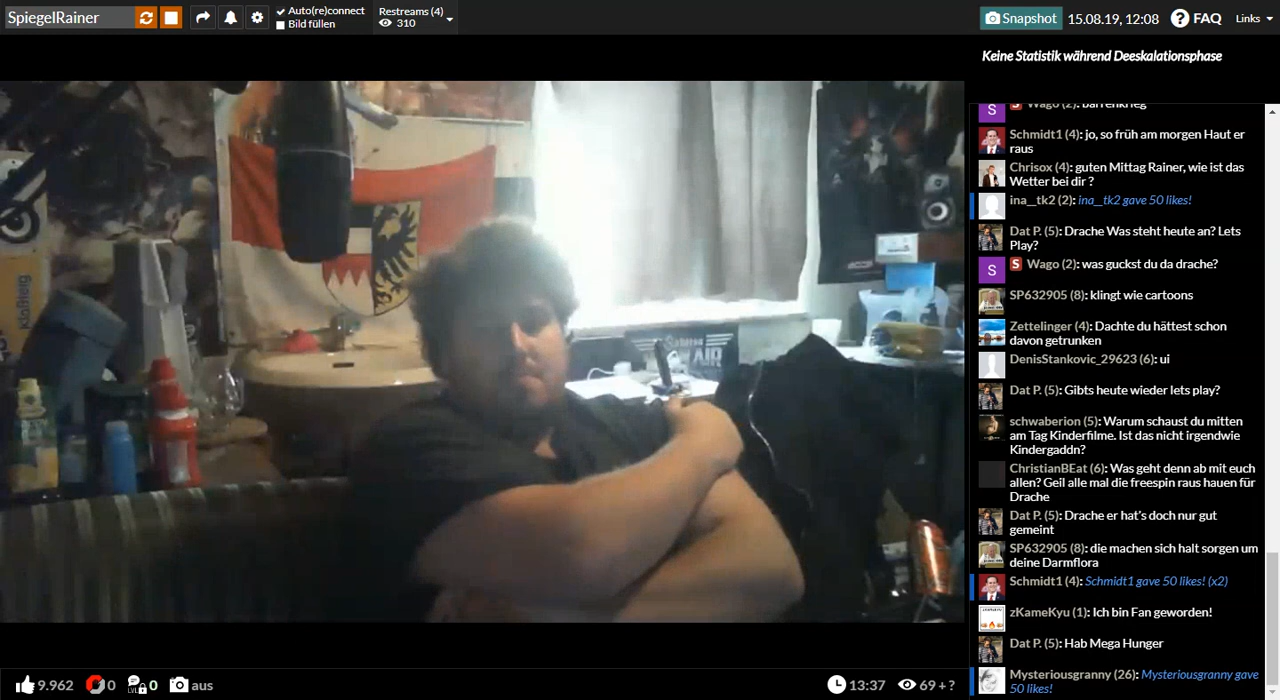 SpiegelRainer
Auto(re)connect
Bild füllen
Restreams (4)
310
Snapshot
15.08.19, 12:08
? FAQ
Links
Keine Statistik während Deeskalationsphase
S S Wago (2): Barrenkrieg
Schmidt1 (4): jo, so früh am morgen Haut er
raus
Chrisox (4): guten Mittag Rainer, wie ist das
Wetter bei dir ?
ina__tk2 (2): ina__tk2 gave 50 likes!
Dat P. (5): Drache Was steht heute an? Lets
Play?
S S Wago (2): was guckst du da drache?
SP632905 (8): klingt wie cartoons
Zettelinger (4): Dachte du hättest schon
davon getrunken
DenisStankovic_29623 (6): ui
Dat P. (5): Gibts heute wieder lets play?
schwaberion (5): Warum schaust du mitten
am Tag Kinderfilme. Ist das nicht irgendwie
Kindergaddn?
ChristianBEat (6): Was geht denn ab mit euch
allen? Geil alle mal die freespin raus hauen für
Drache
Dat P. (5): Drache er hat's doch nur gut
gemeint
SP632905 (8): die machen sich halt sorgen um
deine Darmflora
Schmidt1 (4): Schmidt1 gave 50 likes! (x2)
zKameKyu (1): Ich bin Fan geworden!
Dat P. (5): Hab Mega Hunger
Mysteriousgranny (26): Mysteriousgranny gave
50 likes!
AIR
9.962
0
LVL
0
aus
13:37
69 + ?